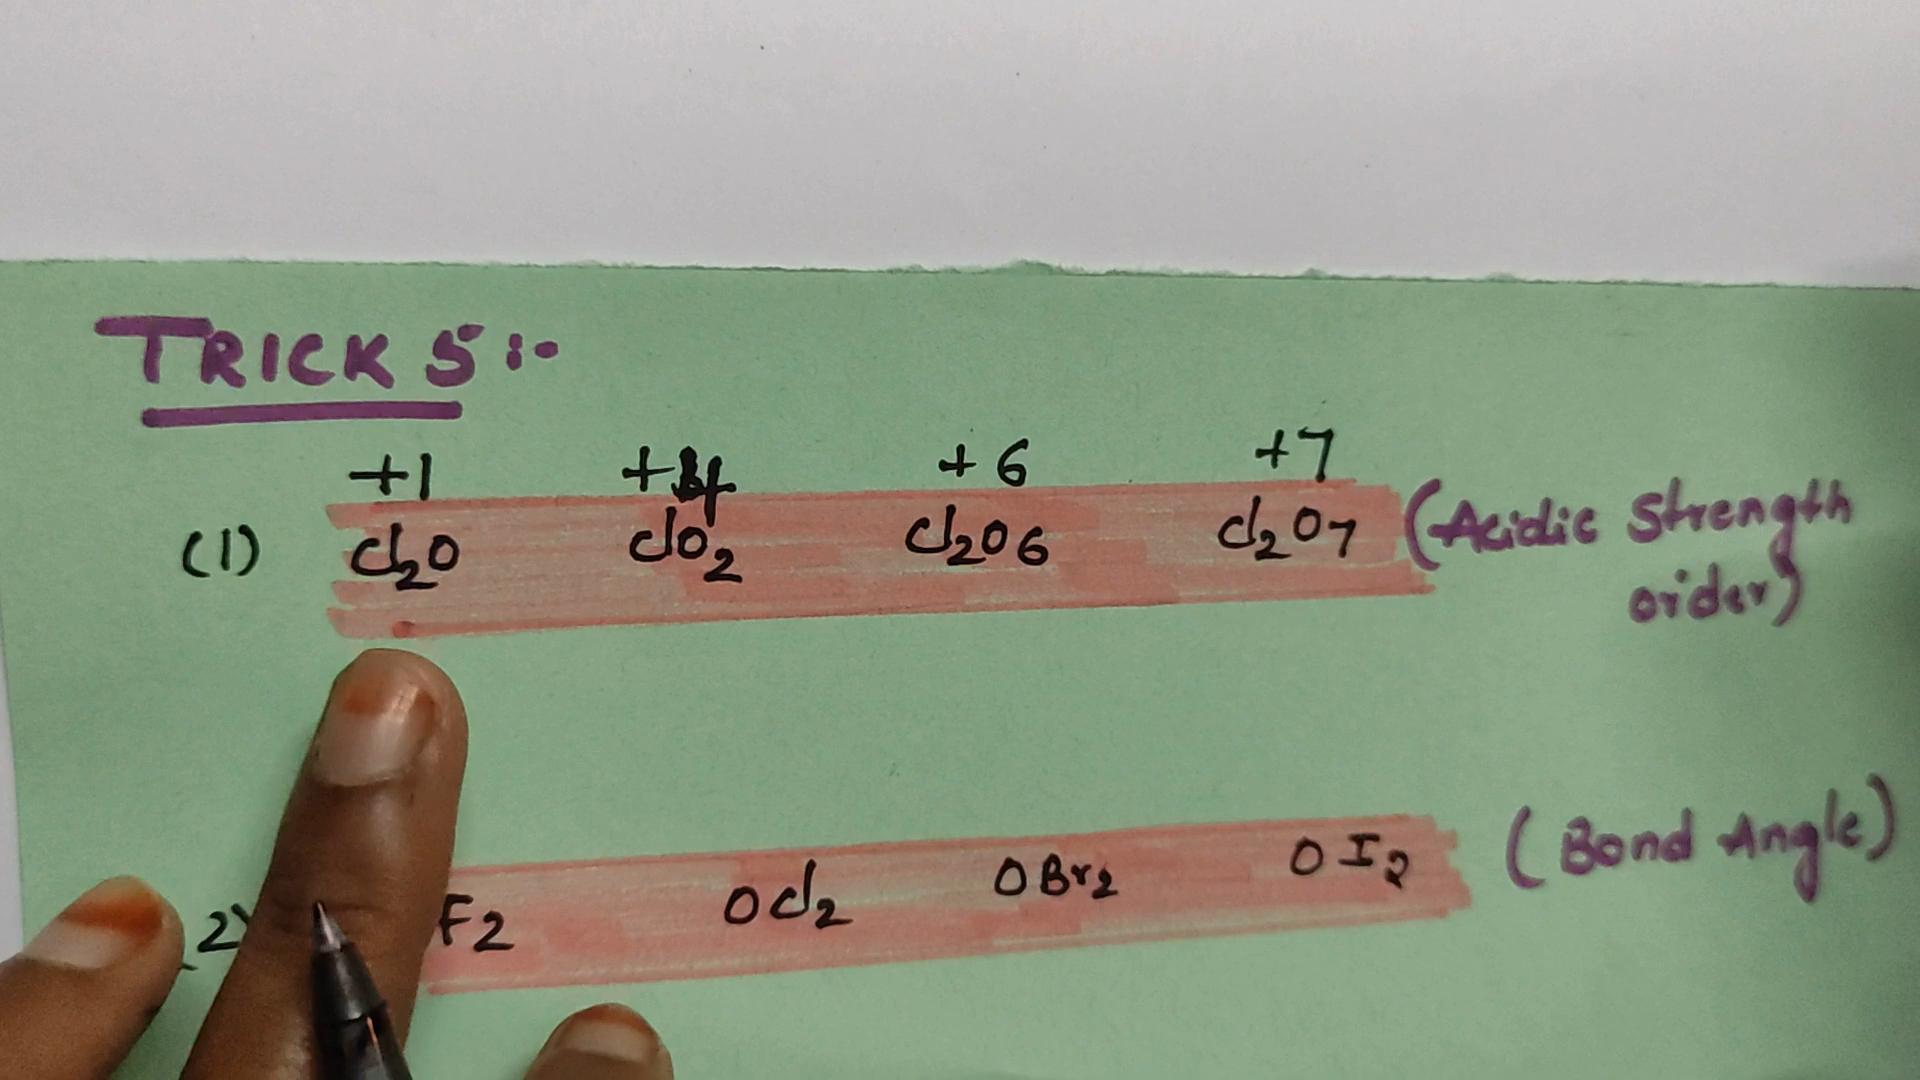 TRICK 5:-
+1 +4 +6 +7
(1) Cl2O ClO2 Cl2O6 Cl2O7 (Acidic Strength
order)
2) F2 OCl2 OBr2 OI2 (Bond Angle)